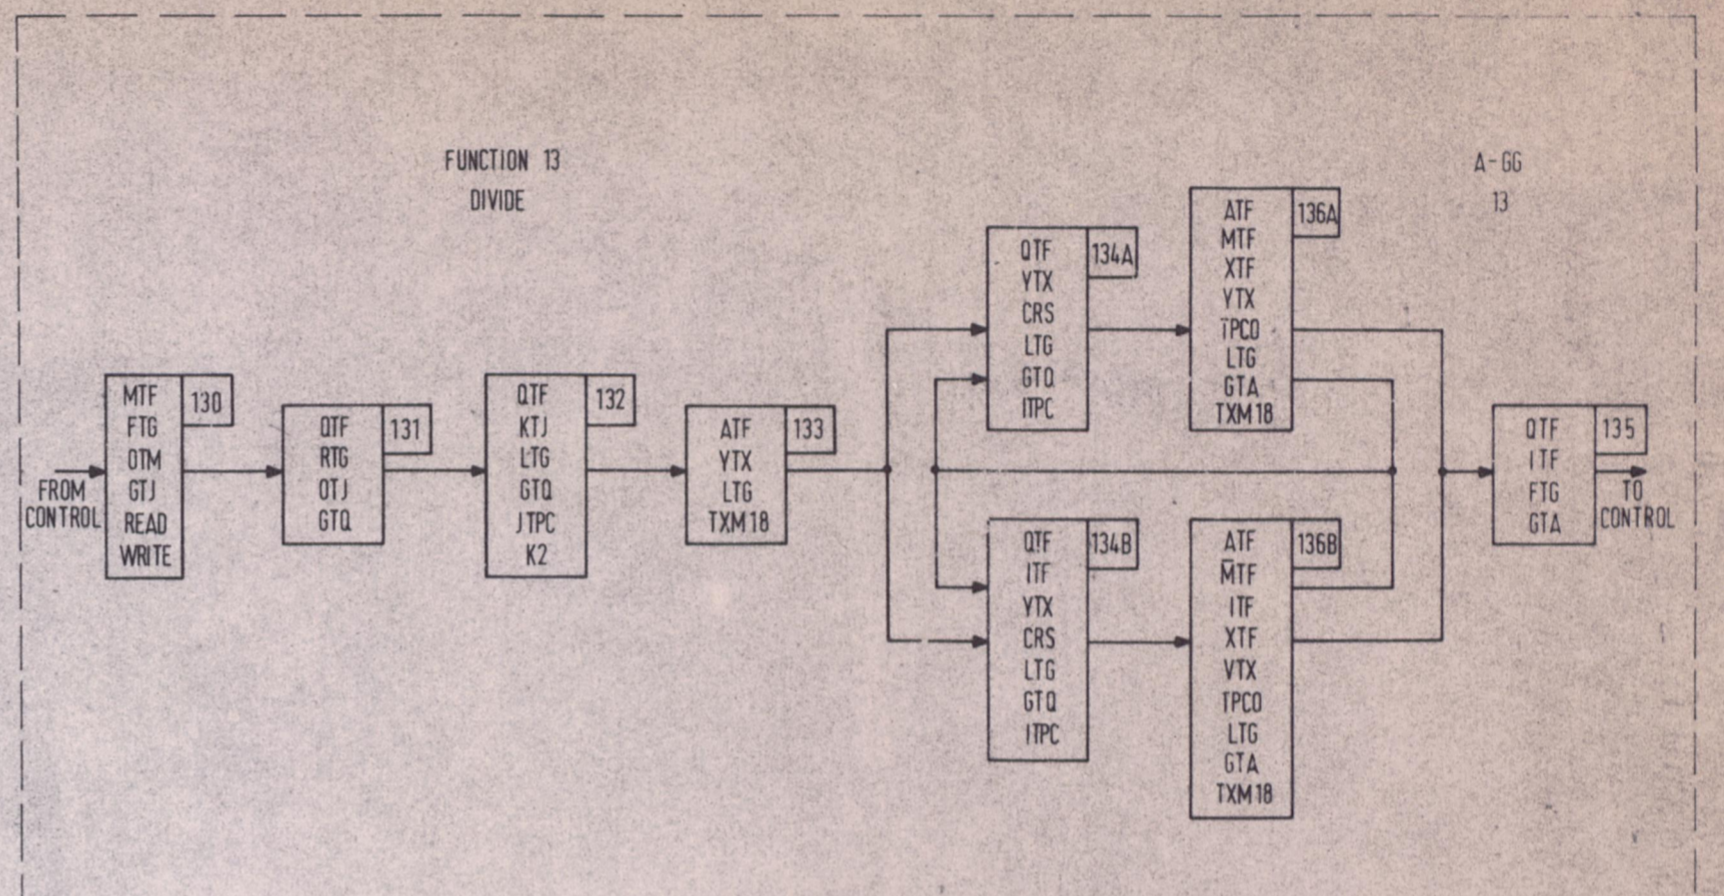 FUNCTION 13
DIVIDE
A-GG
13
FROM
CONTROL
130
MTF
FTG
OTM
GTJ
READ
WRITE
131
QTF
RTG
OTJ
GTQ
132
QTF
KTJ
LTG
GTQ
JTPC
K2
133
ATF
YTX
LTG
TXM18
134A
QTF
YTX
CRS
LTG
GTQ
ITPC
136A
ATF
MTF
XTF
YTX
TPCO
LTG
GTA
TXM18
134B
QTF
ITF
YTX
CRS
LTG
GTQ
ITPC
136B
ATF
M̅TF
ITF
XTF
YTX
TPCO
LTG
GTA
TXM18
135
QTF
ITF
FTG
GTA
TO
CONTROL